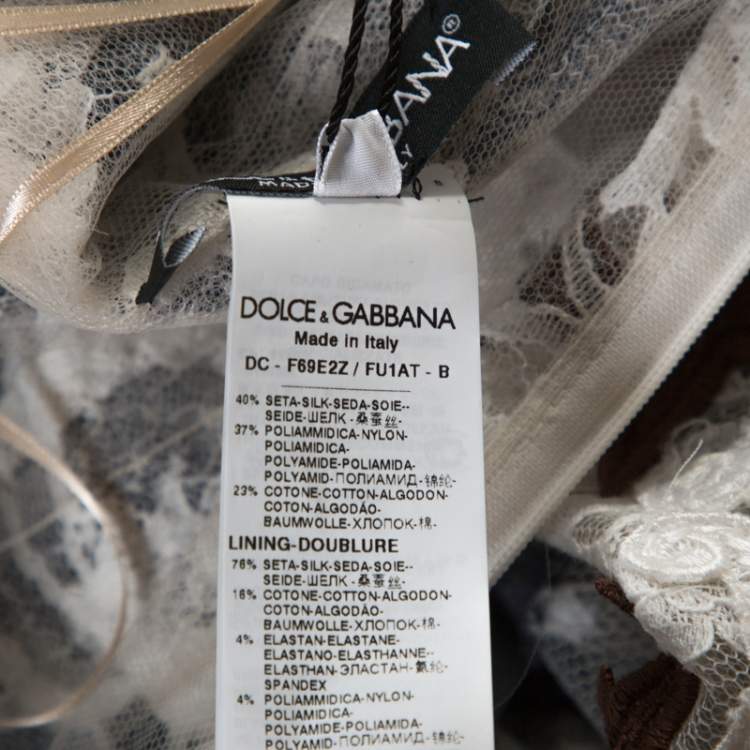 BANA®
MAD
DOLCE & GABBANA
Made in Italy
DC - F69E2Z / FU1AT - B
40% SETA-SILK-SEDA-SOIE--
SEIDE-ШЕЛК-桑蚕丝-
37% POLIAMMIDICA-NYLON-
POLIAMIDICA-
POLYAMIDE-POLIAMIDA-
POLYAMID-ПОЛИАМИД-锦纶-
23% COTONE-COTTON-ALGODON-
COTON-ALGODÃO-
BAUMWOLLE-ХЛОПОК-棉-
LINING-DOUBLURE
76% SETA-SILK-SEDA-SOIE--
SEIDE-ШЕЛК-桑蚕丝-
16% COTONE-COTTON-ALGODON-
COTON-ALGODÃO-
BAUMWOLLE-ХЛОПОК-棉-
4% ELASTAN-ELASTANE-
ELASTANO-ELASTHANNE--
ELASTHAN-ЭЛАСТАН-氨纶-
SPANDEX
4% POLIAMMIDICA-NYLON-
POLIAMIDICA-
POLYAMIDE-POLIAMIDA-
POLYAMID-ПОЛИАМИД-锦纶-